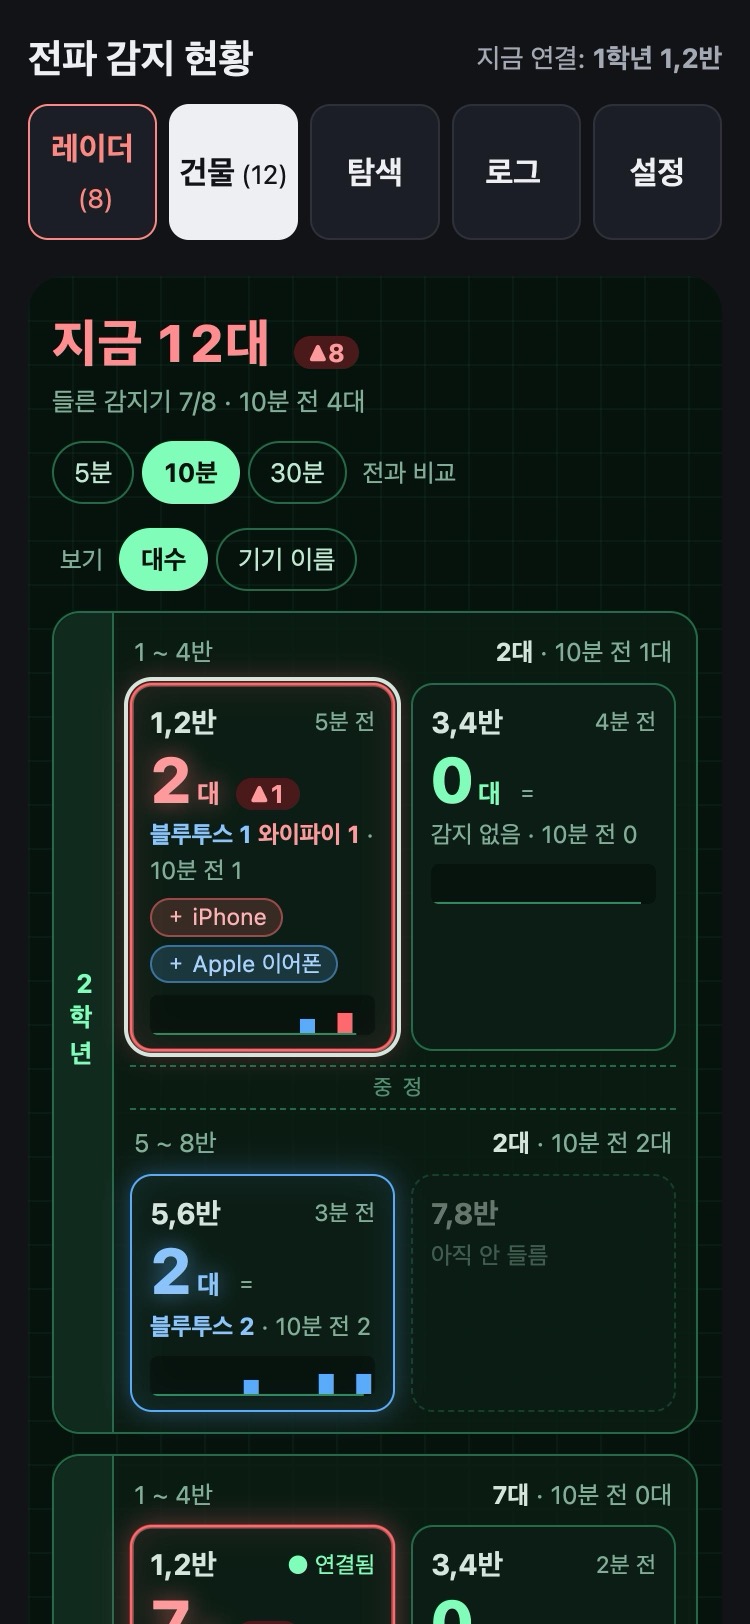 전파 감지 현황
지금 연결: 1학년 1,2반
레이더 (8)
건물 (12)
탐색
로그
설정
지금 12대 ▲8
들른 감지기 7/8 · 10분 전 4대
5분 10분 30분 전과 비교
보기 대수 기기 이름
2학년
1 ~ 4반
2대 · 10분 전 1대
1,2반 5분 전
2 대 ▲1
블루투스 1 와이파이 1 ·
10분 전 1
+ iPhone
+ Apple 이어폰
3,4반 4분 전
0 대 =
감지 없음 · 10분 전 0
중 정
5 ~ 8반
2대 · 10분 전 2대
5,6반 3분 전
2 대 =
블루투스 2 · 10분 전 2
7,8반
아직 안 들름
1 ~ 4반
7대 · 10분 전 0대
1,2반 ● 연결됨
7
3,4반 2분 전
0